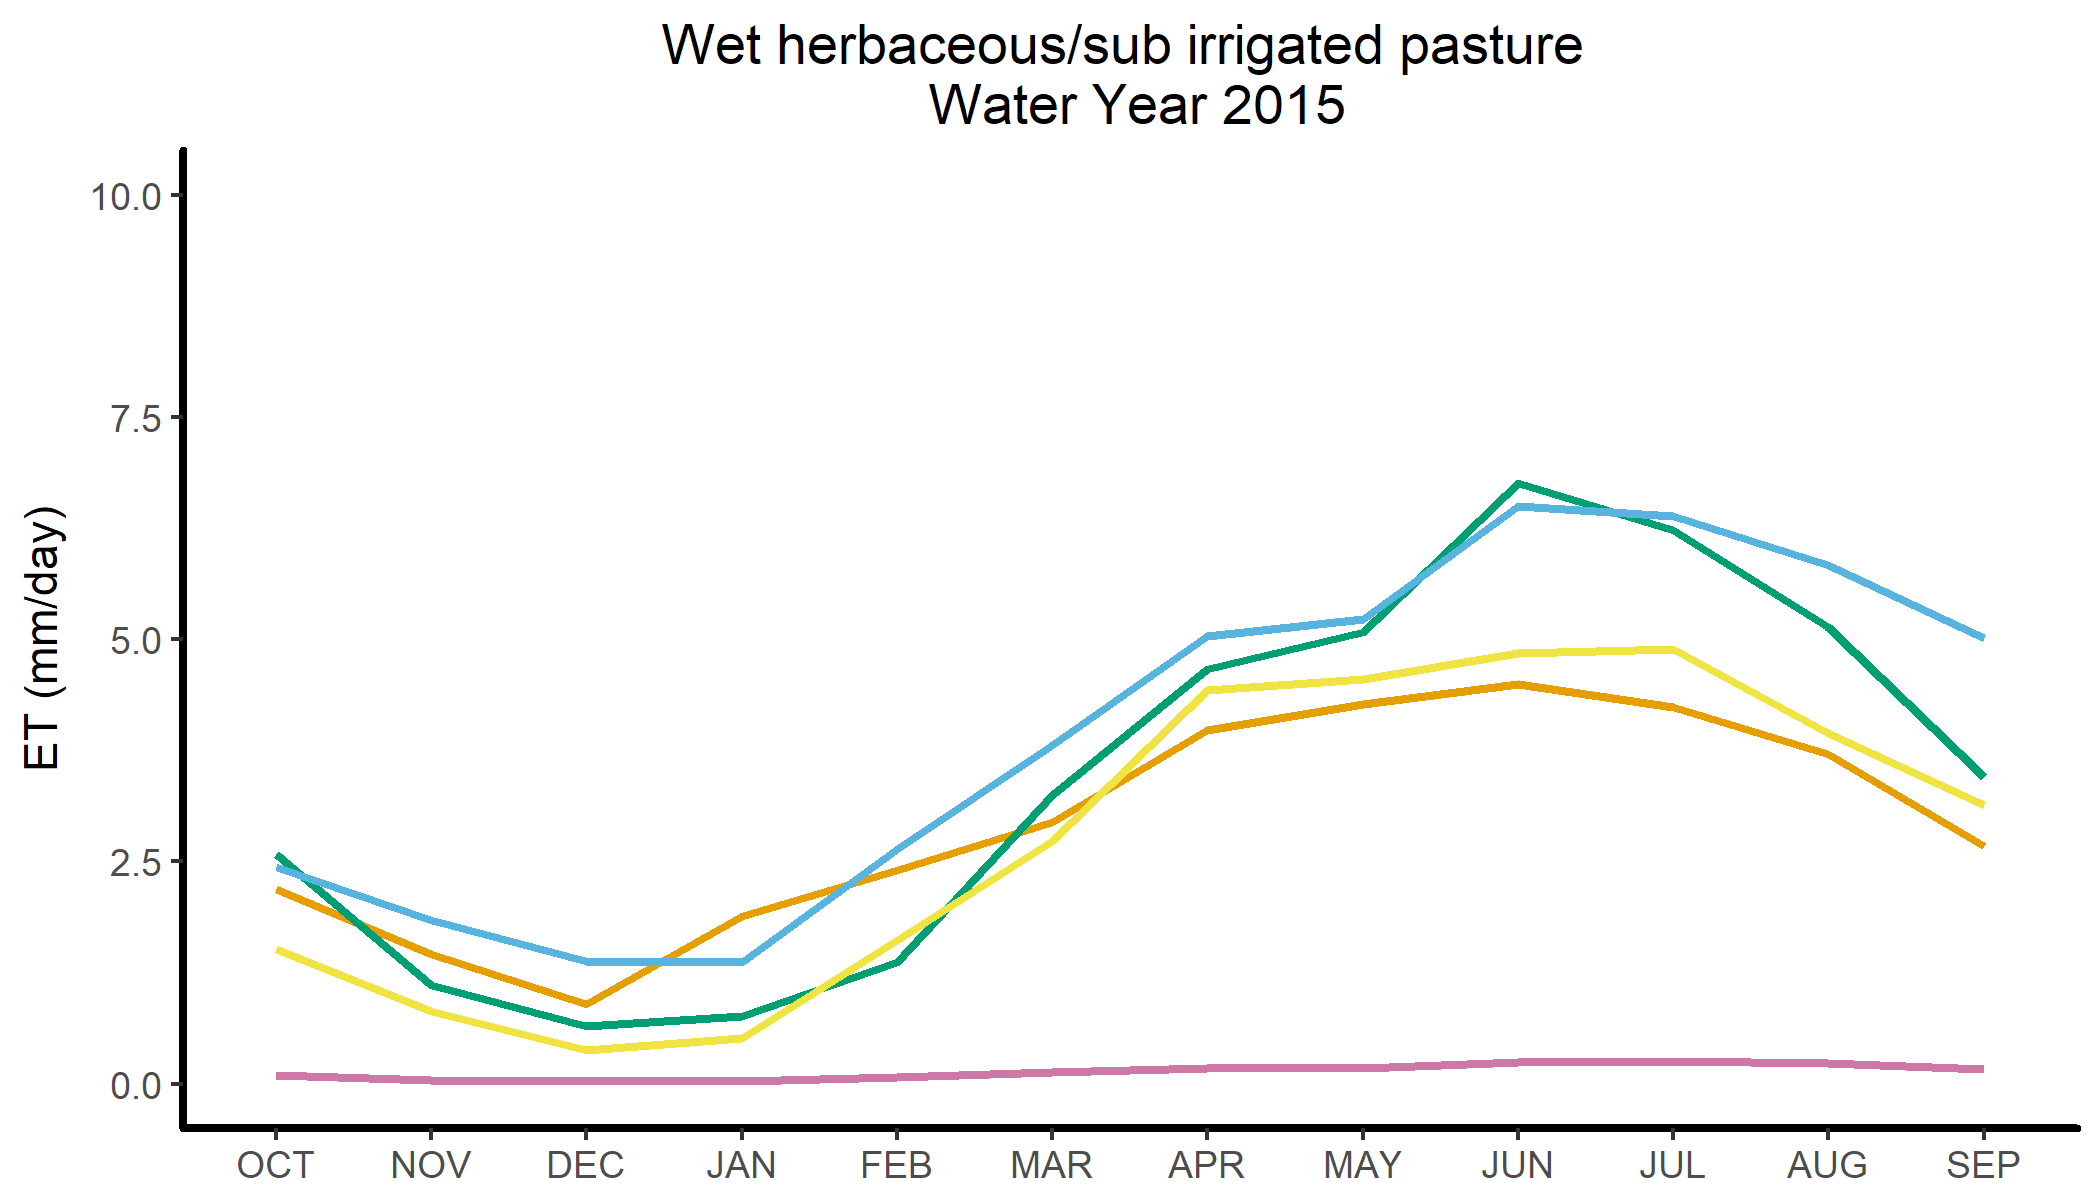 Wet herbaceous/sub irrigated pasture
Water Year 2015
10.0
7.5
5.0
2.5
0.0
ET (mm/day)
OCT NOV DEC JAN FEB MAR APR MAY JUN JUL AUG SEP